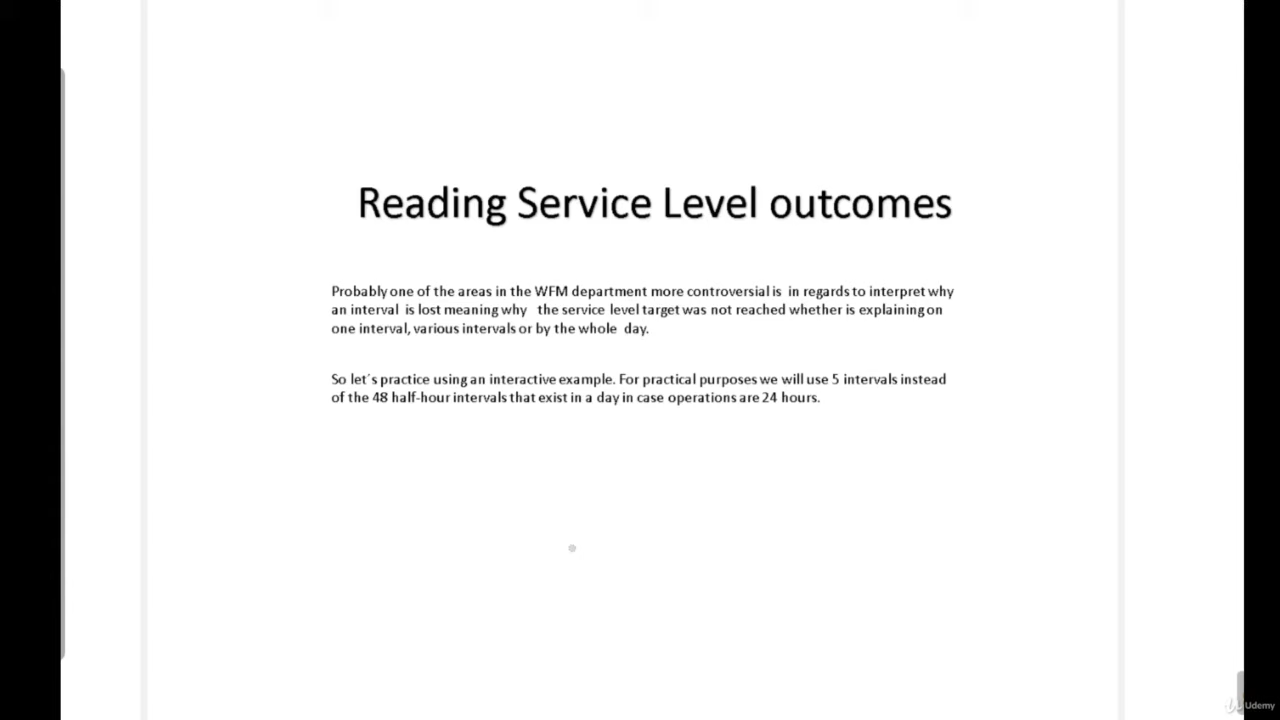 Reading Service Level outcomes
Probably one of the areas in the WFM department more controversial is in regards to interpret why
an interval is lost meaning why the service level target was not reached whether is explaining on
one interval, various intervals or by the whole day.
So let´s practice using an interactive example. For practical purposes we will use 5 intervals instead
of the 48 half-hour intervals that exist in a day in case operations are 24 hours.
Udemy